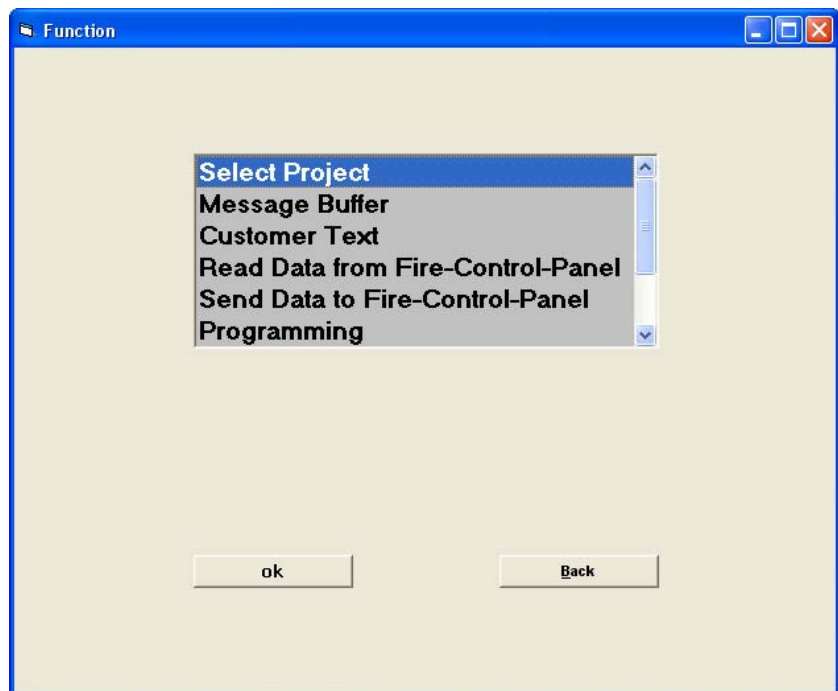 Function
Select Project
Message Buffer
Customer Text
Read Data from Fire-Control-Panel
Send Data to Fire-Control-Panel
Programming
ok
Back